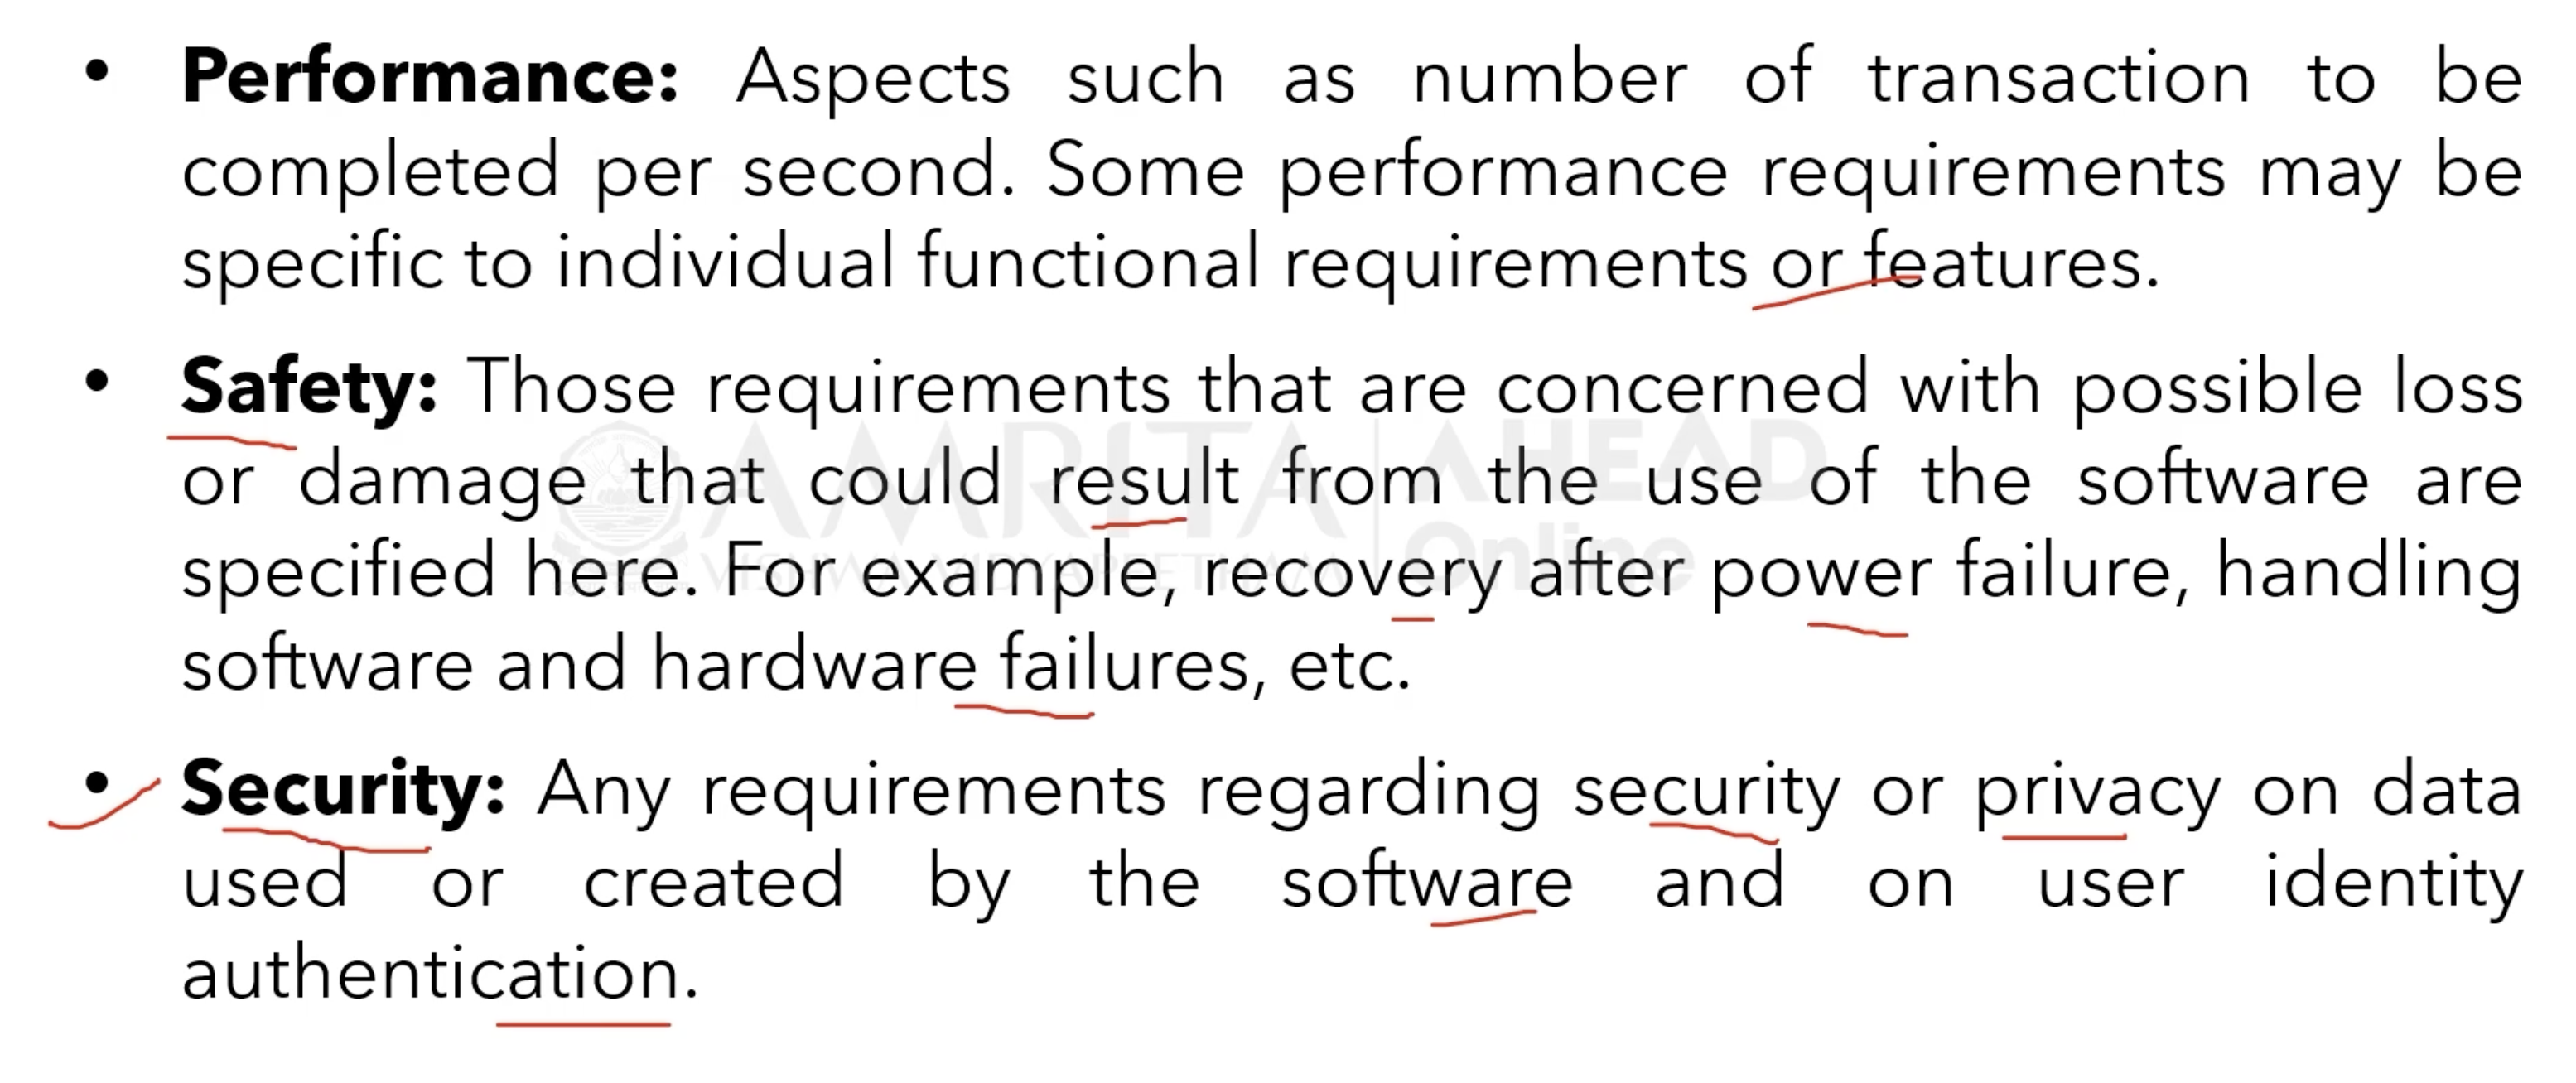 • Performance: Aspects such as number of transaction to be
completed per second. Some performance requirements may be
specific to individual functional requirements or features.
• Safety: Those requirements that are concerned with possible loss
or damage that could result from the use of the software are
specified here. For example, recovery after power failure, handling
software and hardware failures, etc.
• Security: Any requirements regarding security or privacy on data
used or created by the software and on user identity
authentication.
AMRITA
VISHWA VIDYAPEETHAM
AHEAD
Online